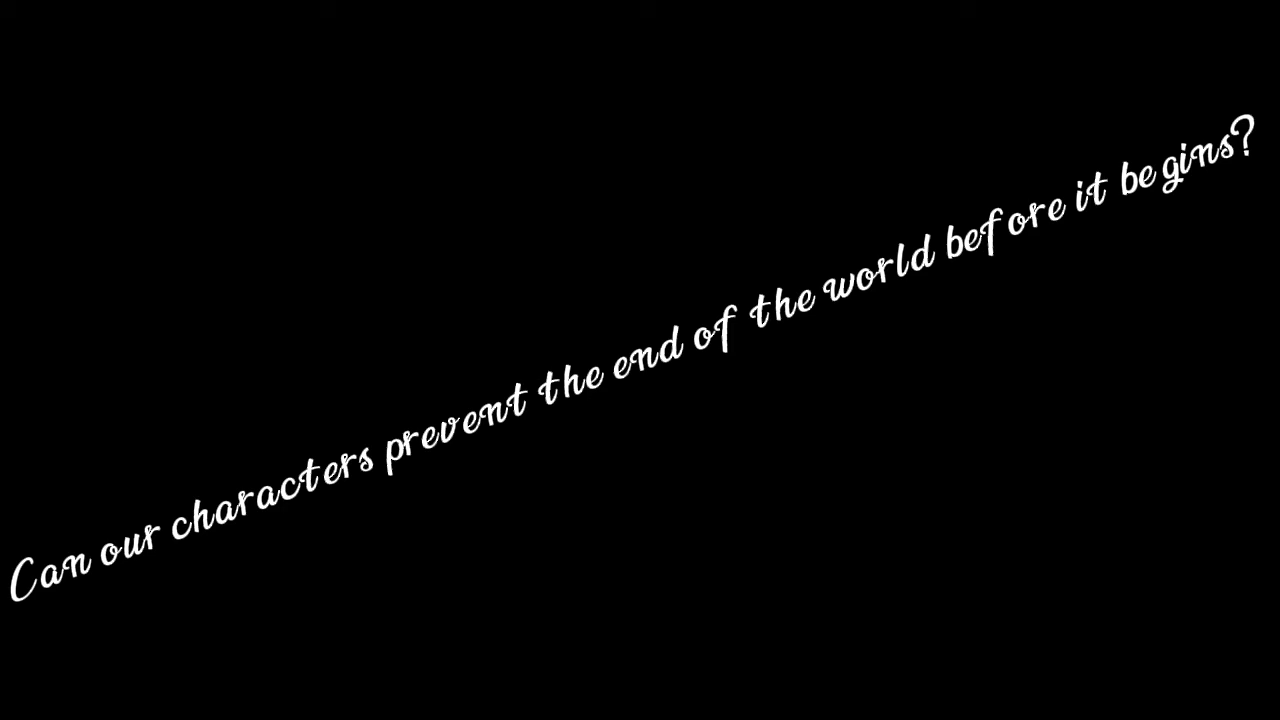 Can our characters prevent the end of the world before it begins?